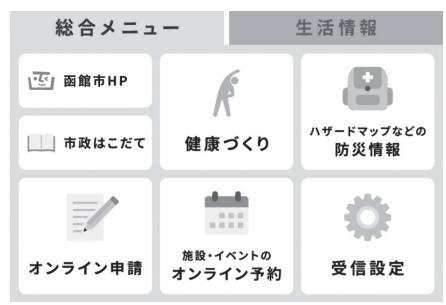 総合メニュー
生活情報
函館市HP
市政はこだて
健康づくり
ハザードマップなどの
防災情報
オンライン申請
施設・イベントの
オンライン予約
受信設定